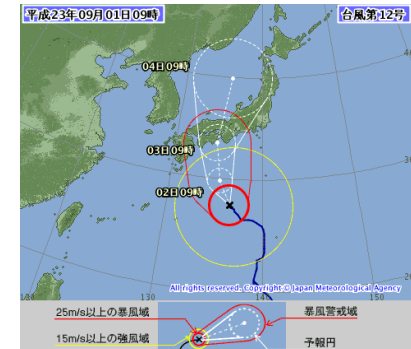 平成23年09月01日09時
台風第12号
04日09時
40
03日09時
30
02日09時
All rights reserved. Copyright © Japan Meteorological Agency
130
140
150
25m/s以上の暴風域
暴風警戒域
15m/s以上の強風域
予報円